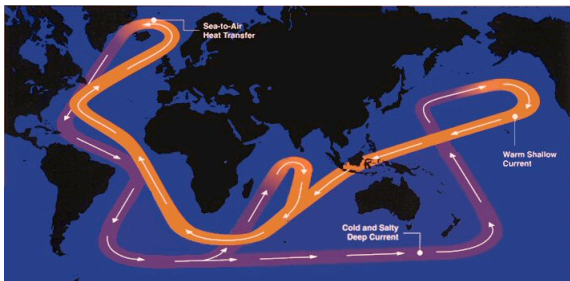 Sea-to-Air
Heat Transfer
Warm Shallow
Current
Cold and Salty
Deep Current